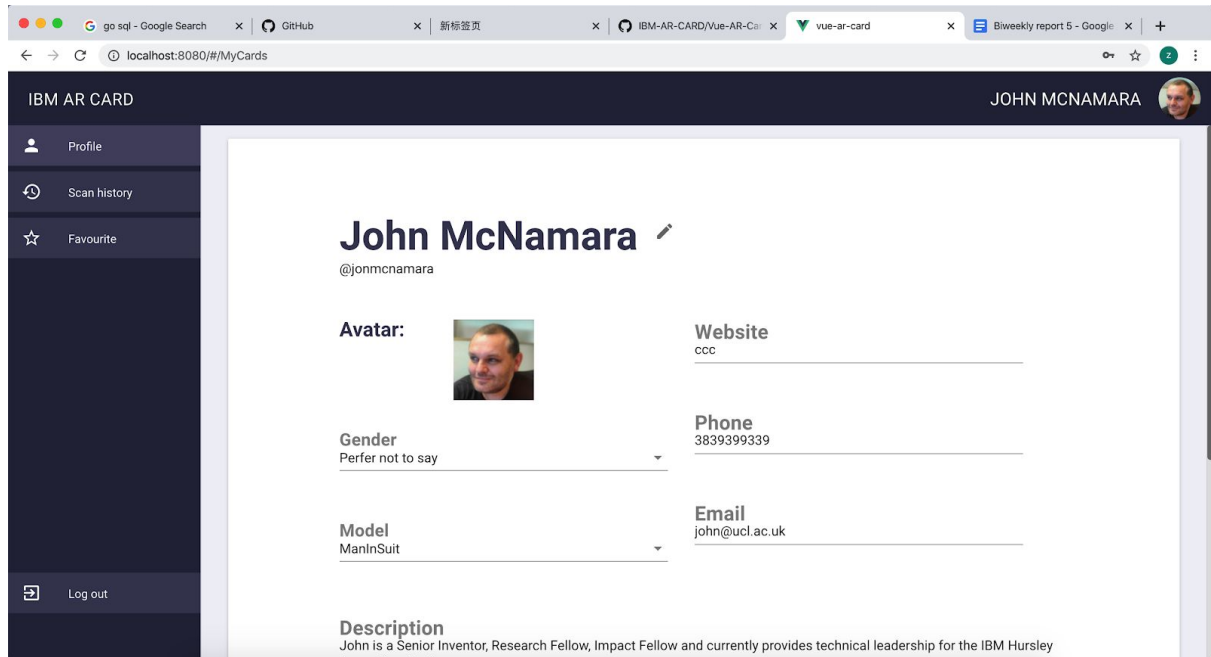 go sql - Google Search
GitHub
新标签页
IBM-AR-CARD/Vue-AR-Ca
vue-ar-card
Biweekly report 5 - Google
localhost:8080/#/MyCards
z
IBM AR CARD
JOHN MCNAMARA
Profile
Scan history
Favourite
Log out
John McNamara
@jonmcnamara
Avatar:
Website
ccc
Gender
Perfer not to say
Phone
3839399339
Model
ManInSuit
Email
john@ucl.ac.uk
Description
John is a Senior Inventor, Research Fellow, Impact Fellow and currently provides technical leadership for the IBM Hursley